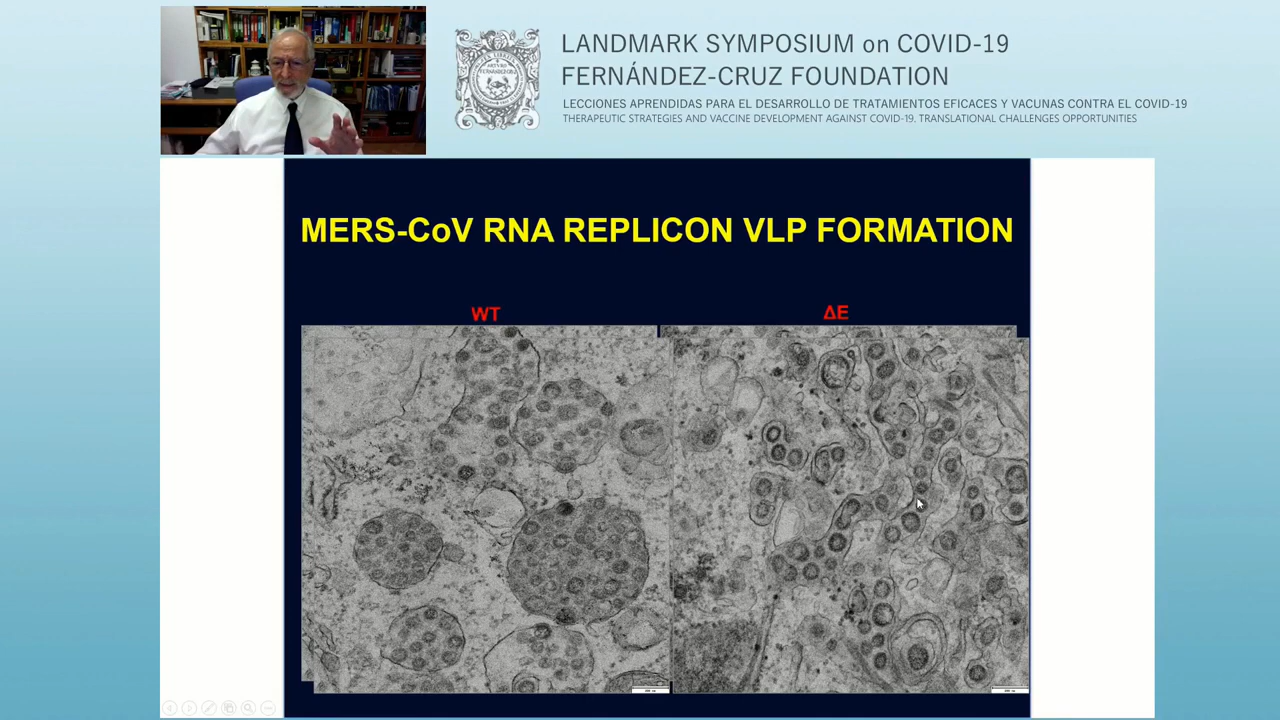 LANDMARK SYMPOSIUM on COVID-19
FERNÁNDEZ-CRUZ FOUNDATION
LECCIONES APRENDIDAS PARA EL DESARROLLO DE TRATAMIENTOS EFICACES Y VACUNAS CONTRA EL COVID-19
THERAPEUTIC STRATEGIES AND VACCINE DEVELOPMENT AGAINST COVID-19. TRANSLATIONAL CHALLENGES OPPORTUNITIES
MERS-CoV RNA REPLICON VLP FORMATION
WT
ΔE